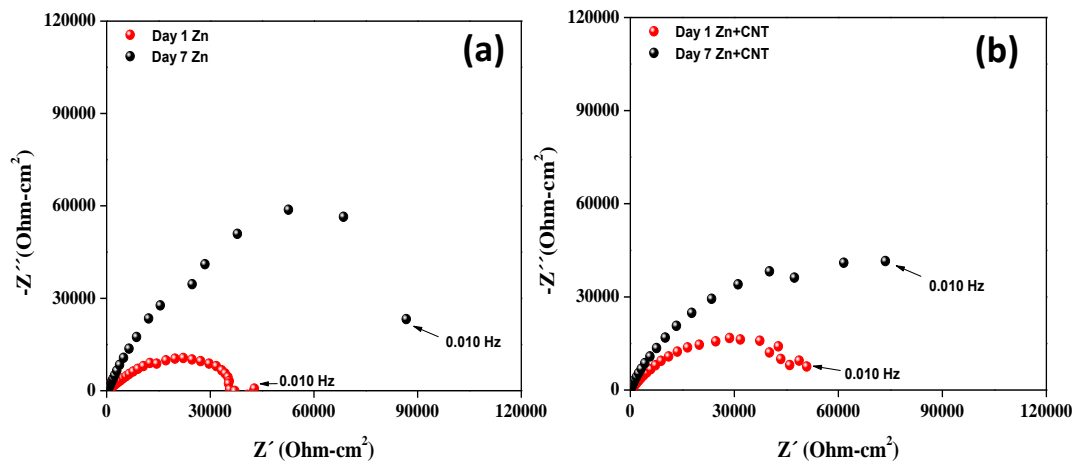 120000
90000
60000
30000
0
0
30000
60000
90000
120000
-Z´´(Ohm-cm²)
Z´ (Ohm-cm²)
Day 1 Zn
Day 7 Zn
(a)
0.010 Hz
0.010 Hz
120000
90000
60000
30000
0
0
30000
60000
90000
120000
-Z´´(Ohm-cm²)
Z´ (Ohm-cm²)
Day 1 Zn+CNT
Day 7 Zn+CNT
(b)
0.010 Hz
0.010 Hz